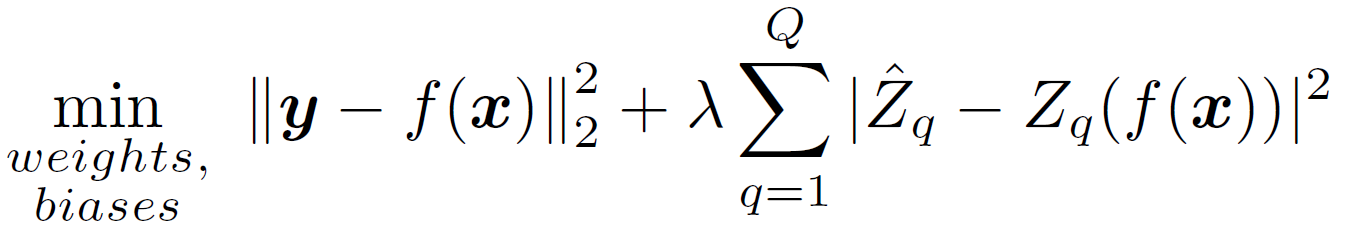 min weights, biases ‖y − f(x)‖₂² + λ ∑_{q=1}^{Q} |Ẑ_q − Z_q(f(x))|²